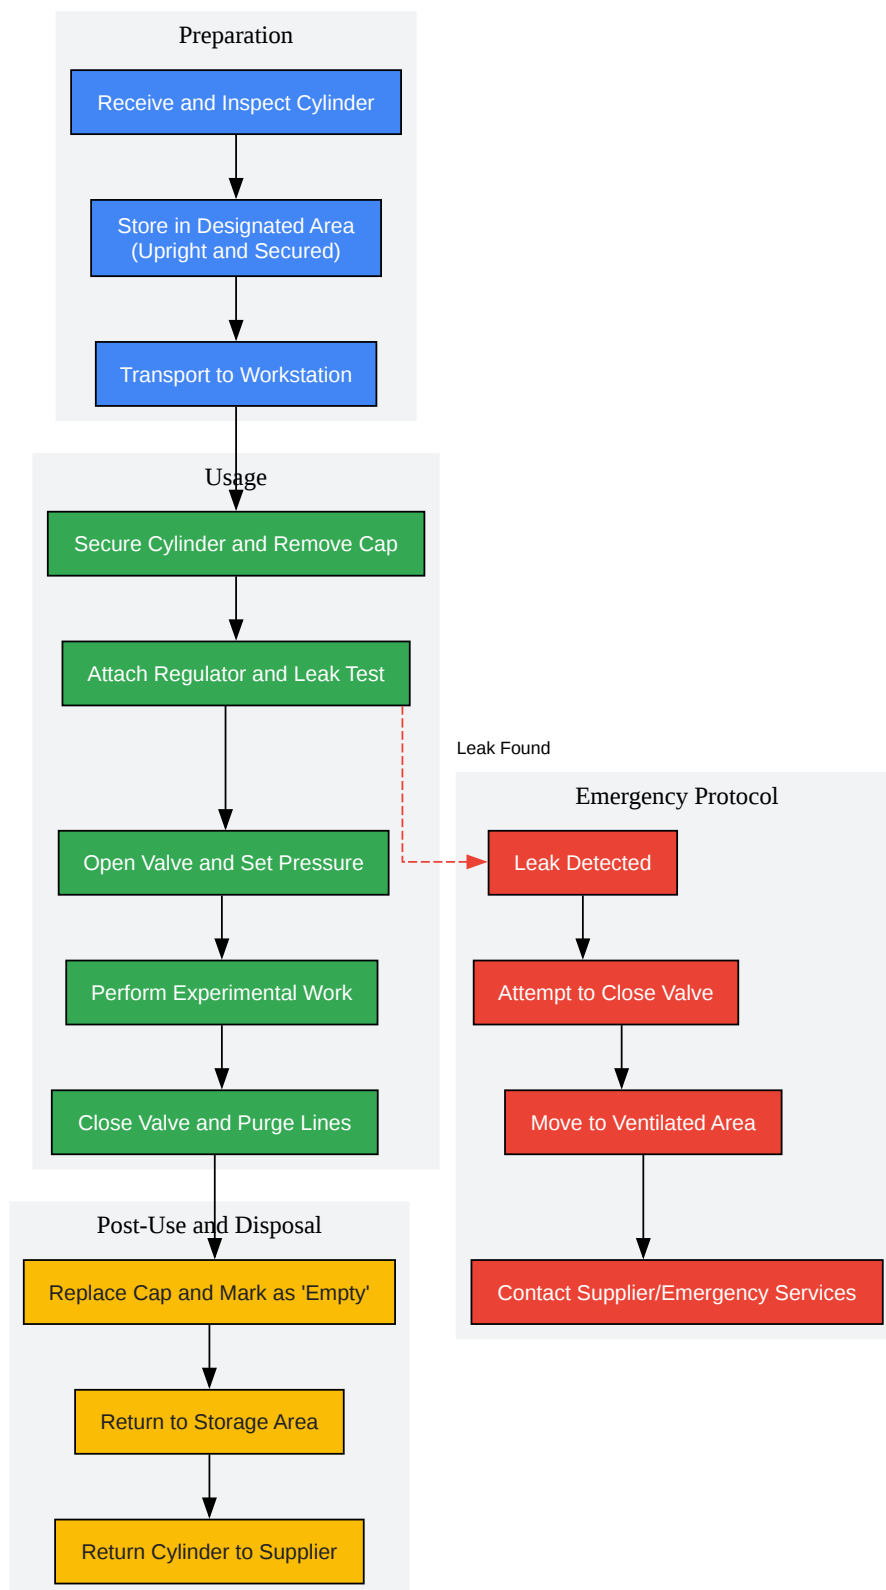 Preparation
Receive and Inspect Cylinder
Store in Designated Area
(Upright and Secured)
Transport to Workstation
Usage
Secure Cylinder and Remove Cap
Attach Regulator and Leak Test
Open Valve and Set Pressure
Perform Experimental Work
Close Valve and Purge Lines
Leak Found
Emergency Protocol
Leak Detected
Attempt to Close Valve
Move to Ventilated Area
Contact Supplier/Emergency Services
Post-Use and Disposal
Replace Cap and Mark as 'Empty'
Return to Storage Area
Return Cylinder to Supplier